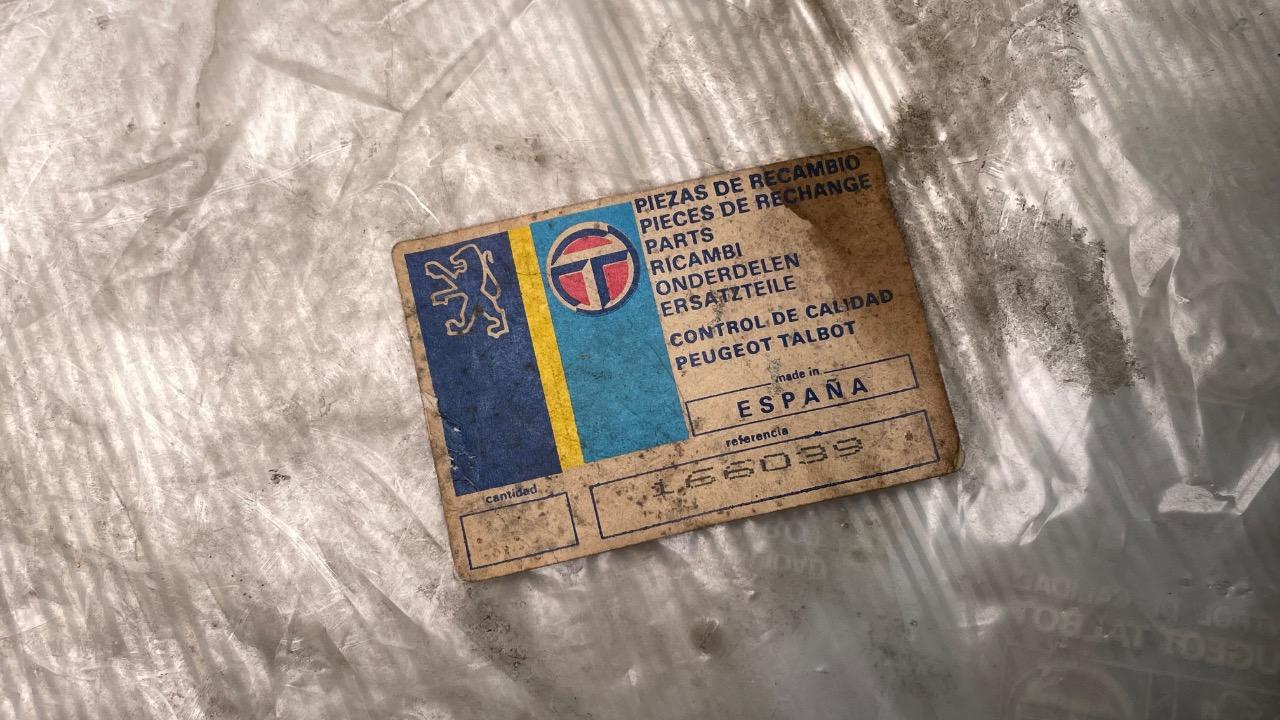 PIEZAS DE RECAMBIO
PIECES DE RECHANGE
PARTS
RICAMBI
ONDERDELEN
ERSATZTEILE
CONTROL DE CALIDAD
PEUGEOT TALBOT
made in
ESPAÑA
referencia
166039
cantidad